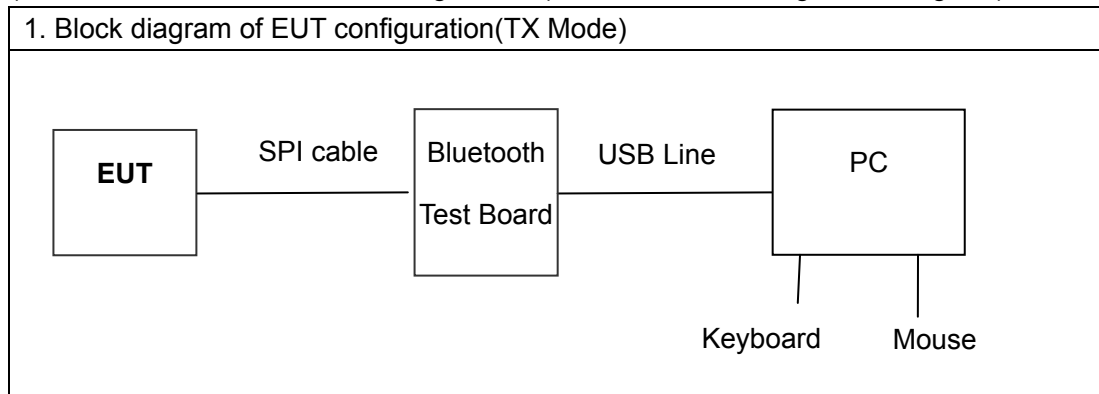 1. Block diagram of EUT configuration(TX Mode)
EUT
SPI cable
Bluetooth
Test Board
USB Line
PC
Keyboard
Mouse